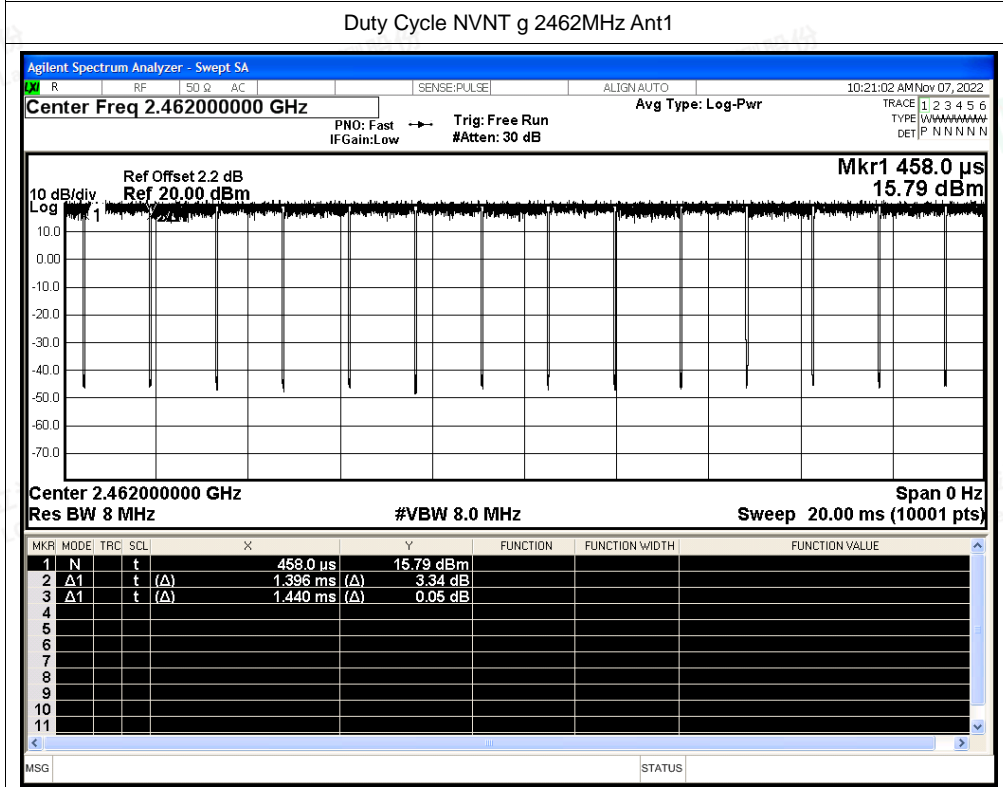 Duty Cycle NVNT g 2462MHz Ant1
Agilent Spectrum Analyzer - Swept SA
LXI R RF 50 Ω AC SENSE:PULSE ALIGN AUTO 10:21:02 AM Nov 07, 2022
Center Freq 2.462000000 GHz Avg Type: Log-Pwr TRACE 1 2 3 4 5 6
PNO: Fast Trig: Free Run TYPE WWWWWW
IFGain:Low #Atten: 30 dB DET P N N N N N
Mkr1 458.0 µs
Ref Offset 2.2 dB
10 dB/div Ref 20.00 dBm 15.79 dBm
Log
1
10.0
0.00
-10.0
-20.0
-30.0
-40.0
-50.0
-60.0
-70.0
Center 2.462000000 GHz Span 0 Hz
Res BW 8 MHz #VBW 8.0 MHz Sweep 20.00 ms (10001 pts)
MKR MODE TRC SCL X Y FUNCTION FUNCTION WIDTH FUNCTION VALUE
1 N t 458.0 µs 15.79 dBm
2 Δ1 t (Δ) 1.396 ms (Δ) 3.34 dB
3 Δ1 t (Δ) 1.440 ms (Δ) 0.05 dB
4
5
6
7
8
9
10
11
MSG STATUS